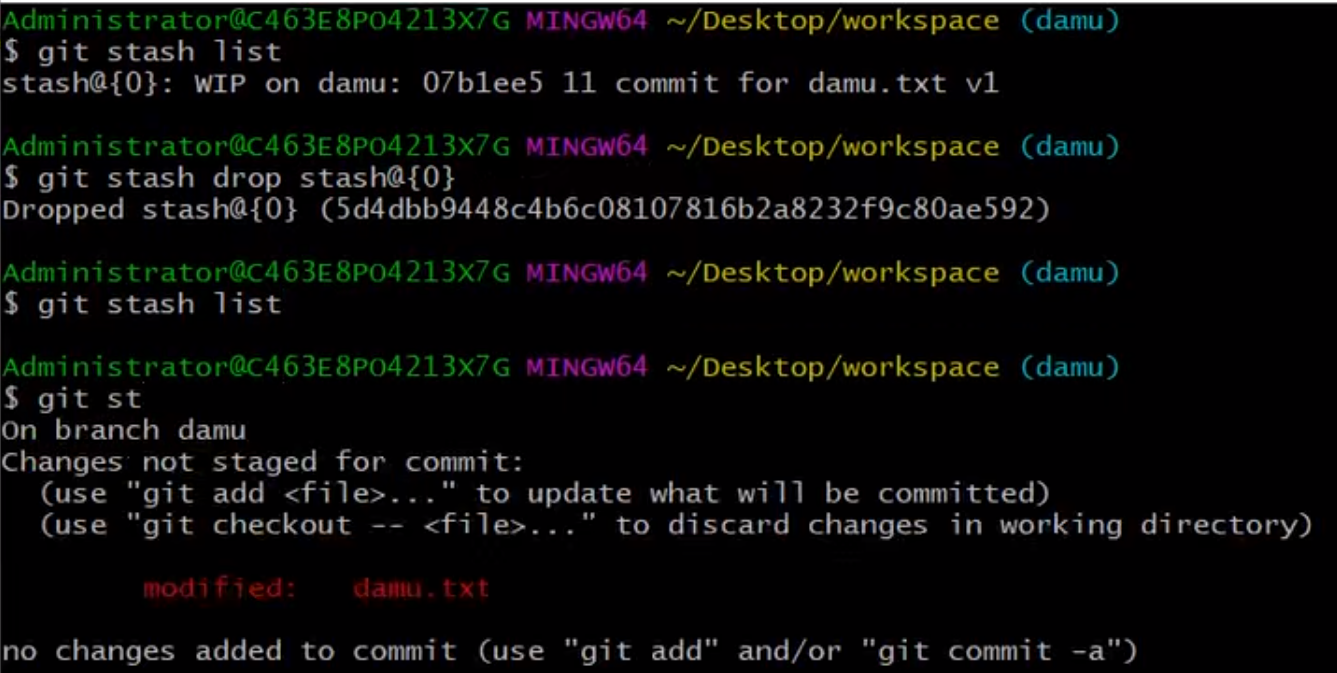 Administrator@C463E8PO4213X7G MINGW64 ~/Desktop/workspace (damu)
$ git stash list
stash@{0}: WIP on damu: 07b1ee5 11 commit for damu.txt v1
Administrator@C463E8PO4213X7G MINGW64 ~/Desktop/workspace (damu)
$ git stash drop stash@{0}
Dropped stash@{0} (5d4dbb9448c4b6c08107816b2a8232f9c80ae592)
Administrator@C463E8PO4213X7G MINGW64 ~/Desktop/workspace (damu)
$ git stash list
Administrator@C463E8PO4213X7G MINGW64 ~/Desktop/workspace (damu)
$ git st
On branch damu
Changes not staged for commit:
  (use "git add <file>..." to update what will be committed)
  (use "git checkout -- <file>..." to discard changes in working directory)
        modified:   damu.txt
no changes added to commit (use "git add" and/or "git commit -a")